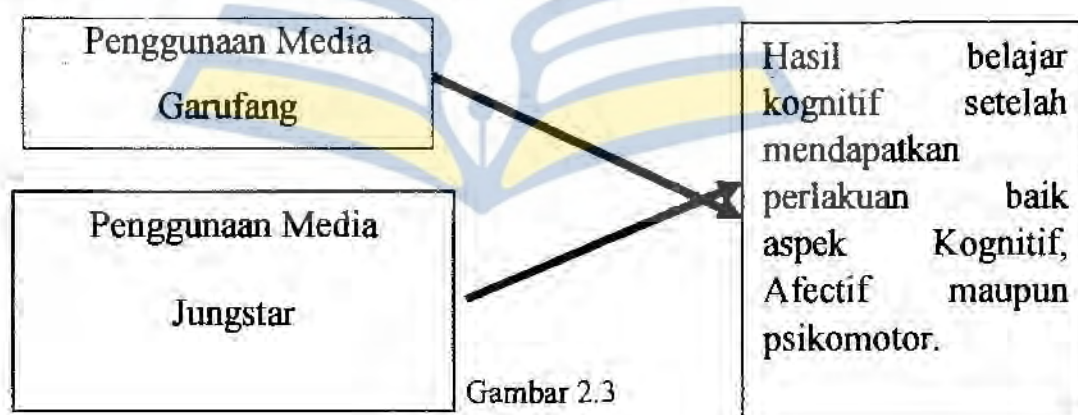 Penggunaan Media
Garufang
Penggunaan Media
Jungstar
Gambar 2.3
Hasil belajar
kognitif setelah
mendapatkan
perlakuan baik
aspek Kognitif,
Afectif maupun
psikomotor.